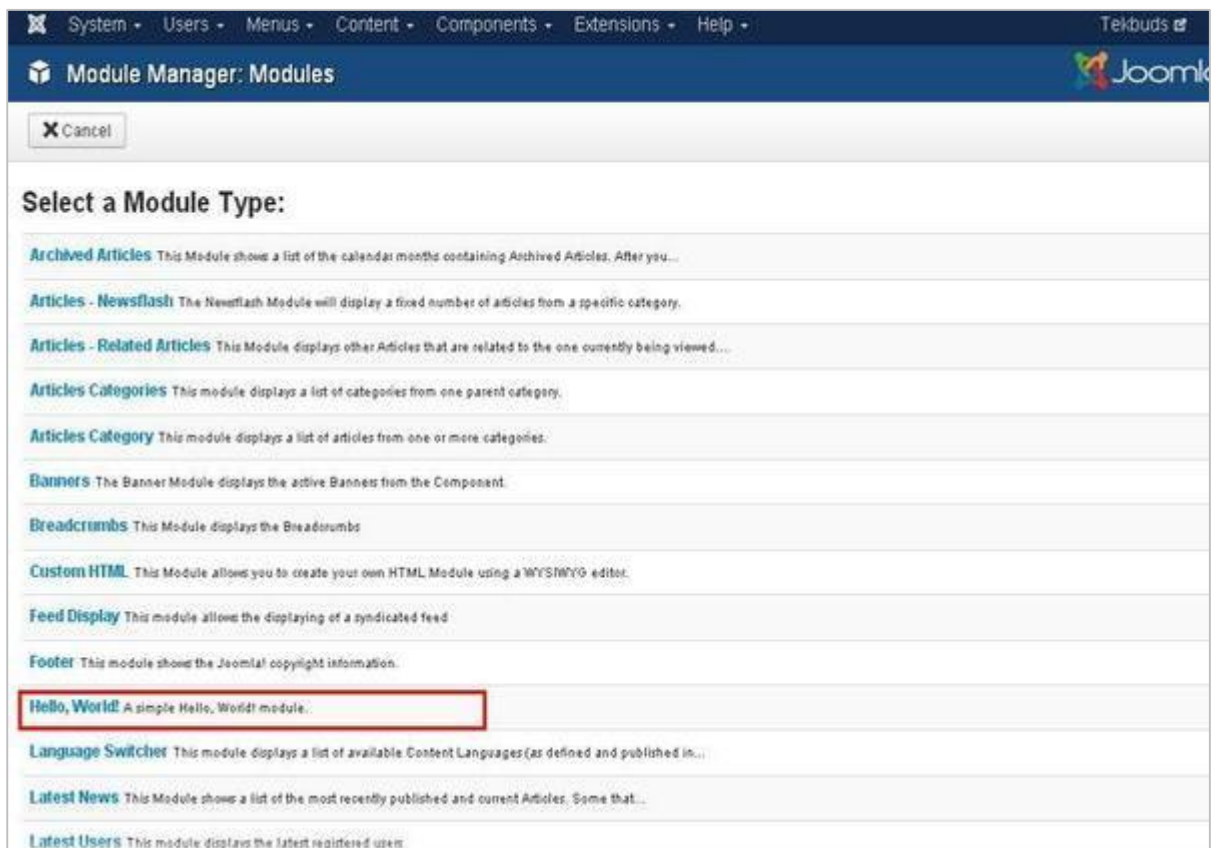 System Users Menus Content Components Extensions Help Tekbuds
Module Manager: Modules
Cancel
Select a Module Type:
Archived Articles This Module shows a list of the calendar months containing Archived Articles. After you...
Articles - Newsflash The Newsflash Module will display a fixed number of articles from a specific category.
Articles - Related Articles This Module displays other Articles that are related to the one currently being viewed....
Articles Categories This module displays a list of categories from one parent category.
Articles Category This module displays a list of articles from one or more categories.
Banners The Banner Module displays the active Banners from the Component.
Breadcrumbs This Module displays the Breadcrumbs
Custom HTML This Module allows you to create your own HTML Module using a WYSIWYG editor.
Feed Display This module allows the displaying of a syndicated feed
Footer This module shows the Joomla! copyright information.
Hello, World! A simple Hello, World! module.
Language Switcher This module displays a list of available Content Languages (as defined and published in...
Latest News This Module shows a list of the most recently published and current Articles. Some that...
Latest Users This module displays the latest registered users